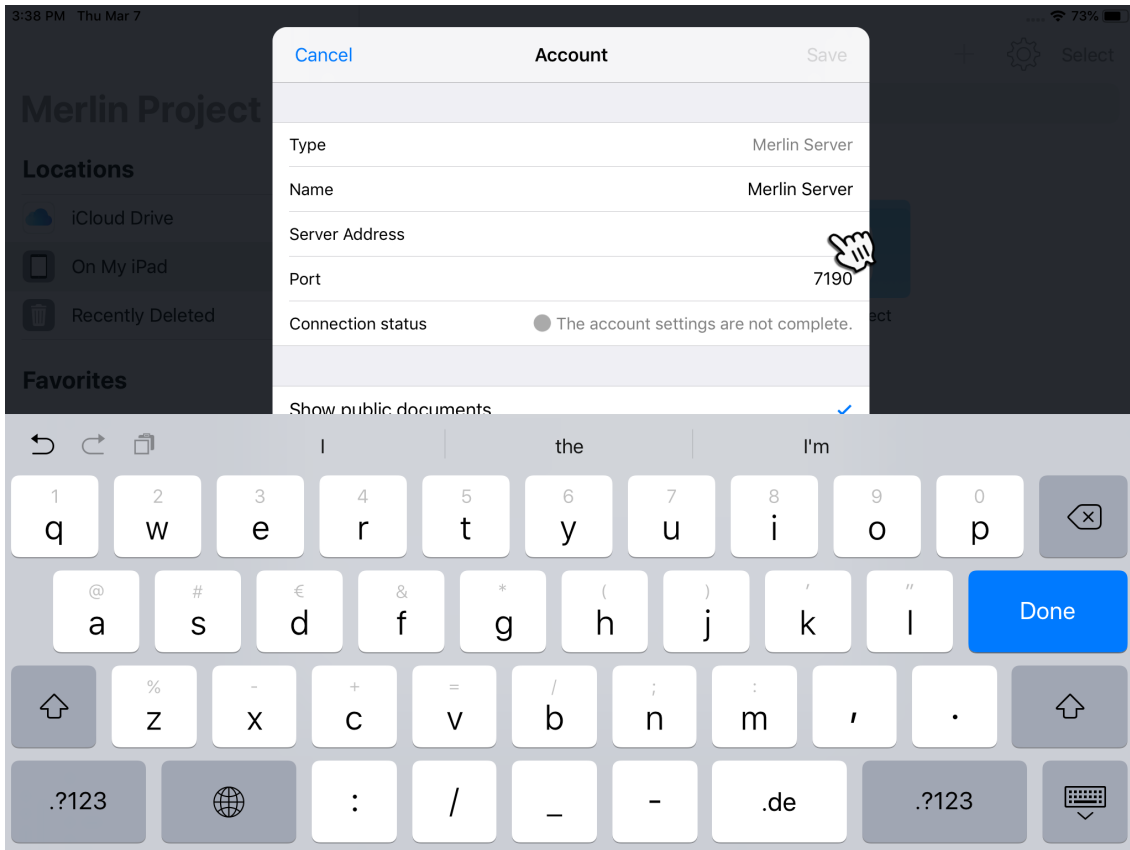 3:38 PM Thu Mar 7 73%
Cancel Account Save
Select
Merlin Project
Type Merlin Server
Locations
Name Merlin Server
iCloud Drive
Server Address
On My iPad
Port 7190
Recently Deleted
ect
Connection status The account settings are not complete.
Favorites
Show public documents
I the I'm
1 2 3 4 5 6 7 8 9 0
q w e r t y u i o p
@ # € & * ( ) ' "
a s d f g h j k l Done
% - + = / ; :
z x c v b n m , .
.?123 : / _ - .de .?123